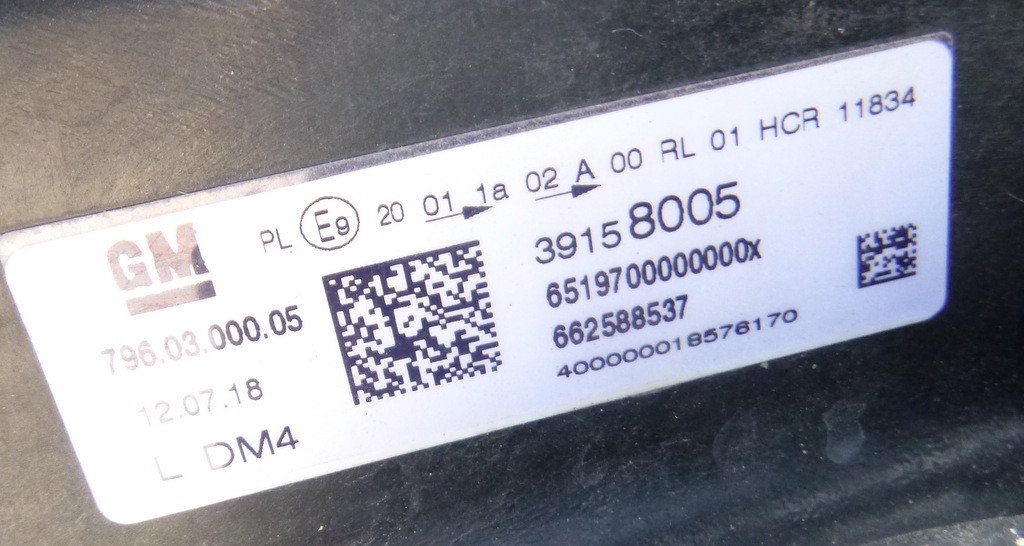 PL E9 20 01 1a 02 A 00 RL 01 HCR 11834
GM
796.03.000.05
12.07.18
L DM4
39158005
6519700000000x
662588537
400000018576170